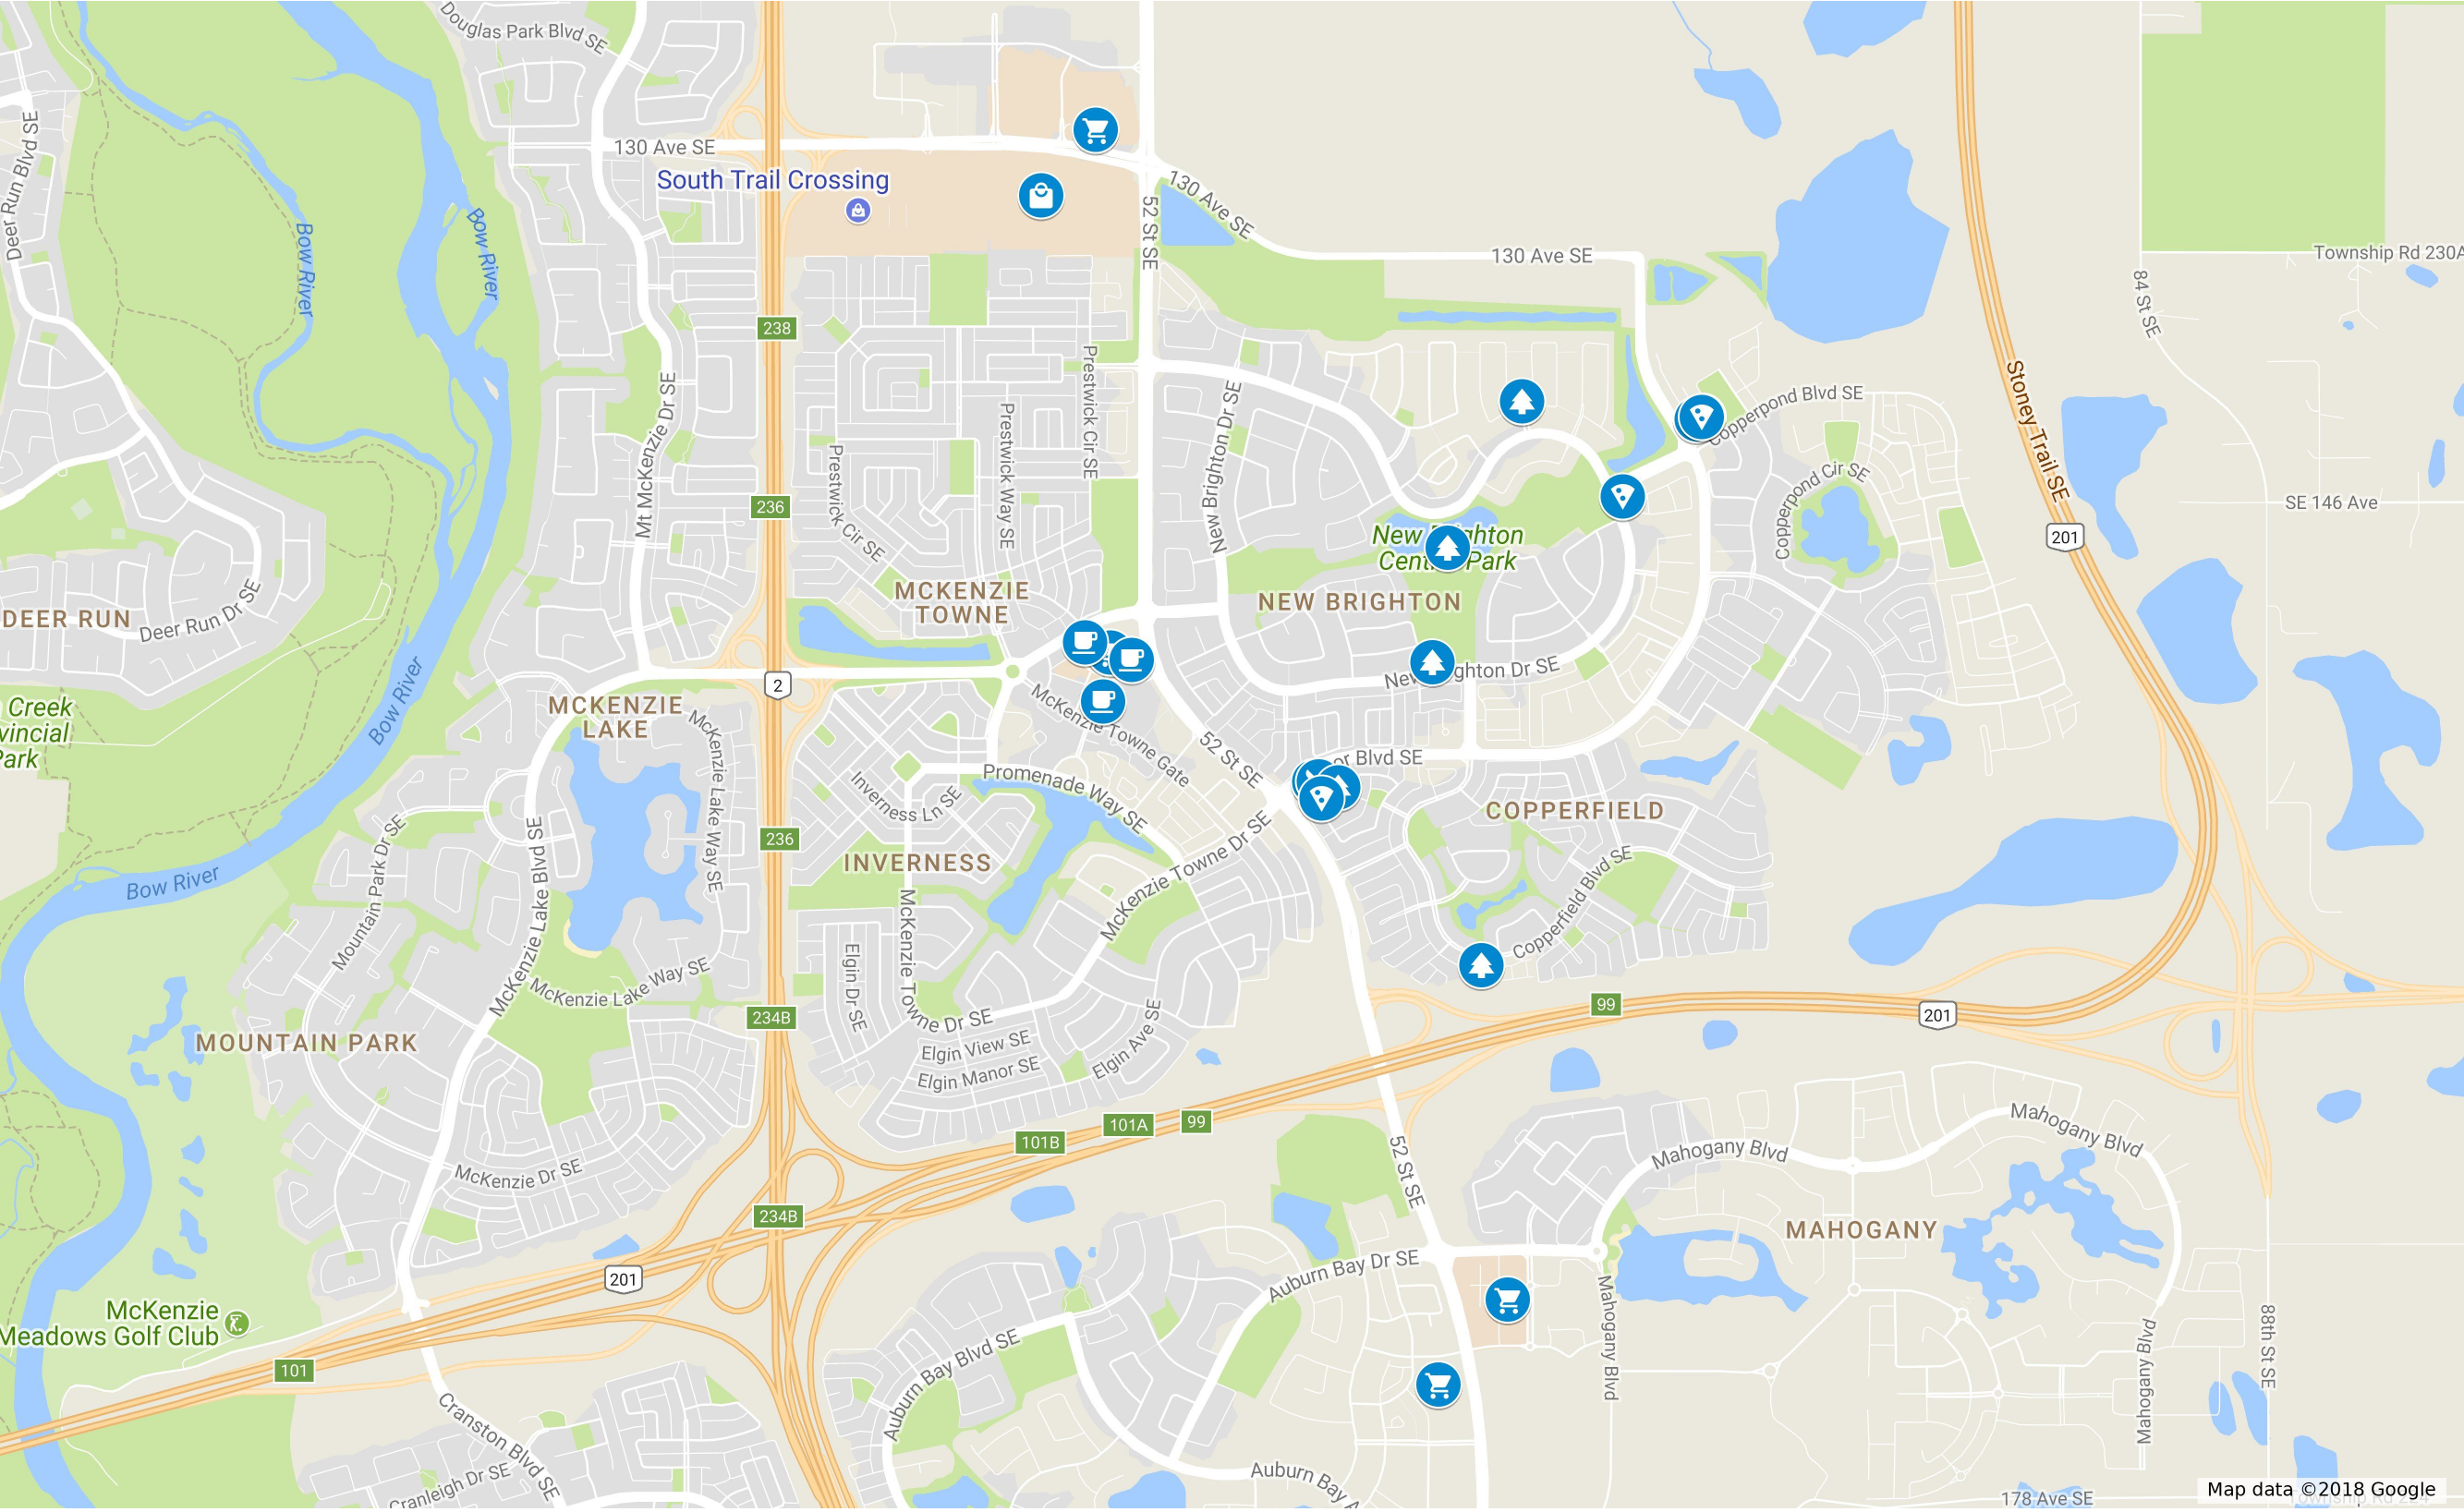 Douglas Park Blvd SE
Deer Run Blvd SE
130 Ave SE
South Trail Crossing
130 Ave SE
52 St SE
130 Ave SE
Township Rd 230A
84 St SE
Bow River
Bow River
238
Mt McKenzie Dr SE
Prestwick Cir SE
Prestwick Way SE
Prestwick Cir SE
New Brighton Dr SE
Copperpond Blvd SE
Copperpond Cir SE
Stoney Trail SE
SE 146 Ave
236
201
Park
MCKENZIE
TOWNE
NEW BRIGHTON
DEER RUN
Deer Run Dr SE
Bow River
2
Creek
vincial
Park
MCKENZIE
LAKE
McKenzie Lake Way SE
McKenzie Towne Gate
52 St SE
Blvd SE
Promenade Way SE
Inverness Ln SE
COPPERFIELD
236
INVERNESS
McKenzie Towne Dr SE
McKenzie Towne Dr SE
Copperfield Blvd SE
Bow River
Mountain Park Dr SE
McKenzie Lake Blvd SE
McKenzie Lake Way SE
Elgin Dr SE
234B
Elgin View SE
Elgin Manor SE
Elgin Ave SE
99
201
MOUNTAIN PARK
101B
101A
99
52 St SE
Mahogany Blvd
Mahogany Blvd
McKenzie Dr SE
234B
MAHOGANY
201
Auburn Bay Dr SE
Mahogany Blvd
McKenzie
Meadows Golf Club
101
Auburn Bay Blvd SE
Mahogany Blvd
88th St SE
Cranston Blvd SE
Cranleigh Dr SE
Auburn Bay
178 Ave SE
Map data ©2018 Google